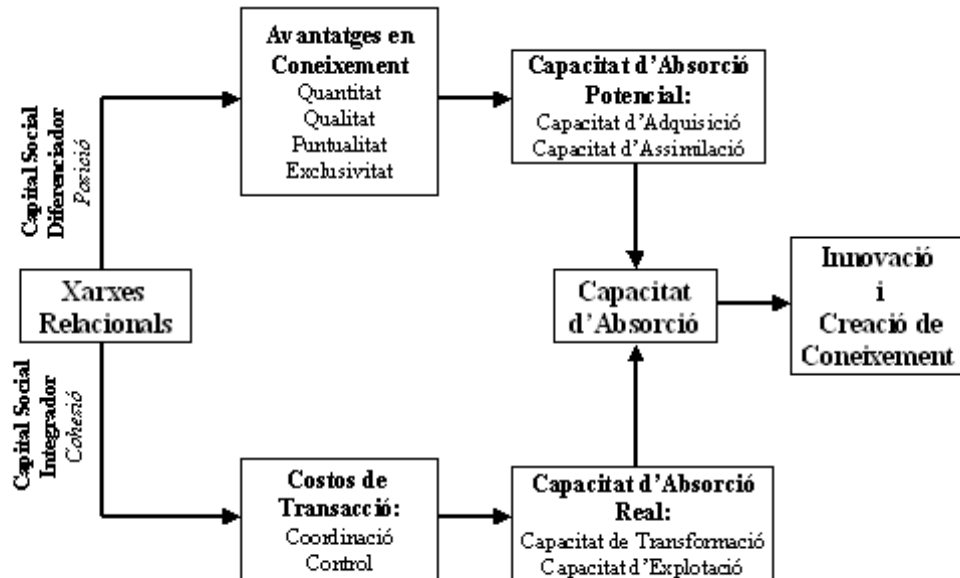 Avantatges en
Coneixement
Quantitat
Qualitat
Puntualitat
Exclusivitat
Capacitat d'Absorció
Potencial:
Capacitat d'Adquisició
Capacitat d'Assimilació
Capital Social
Diferenciador
Posició
Xarxes
Relacionals
Capacitat
d'Absorció
Innovació
i
Creació de
Coneixement
Capital Social
Integrador
Cohesió
Costos de
Transacció:
Coordinació
Control
Capacitat d'Absorció
Real:
Capacitat de Transformació
Capacitat d'Explotació